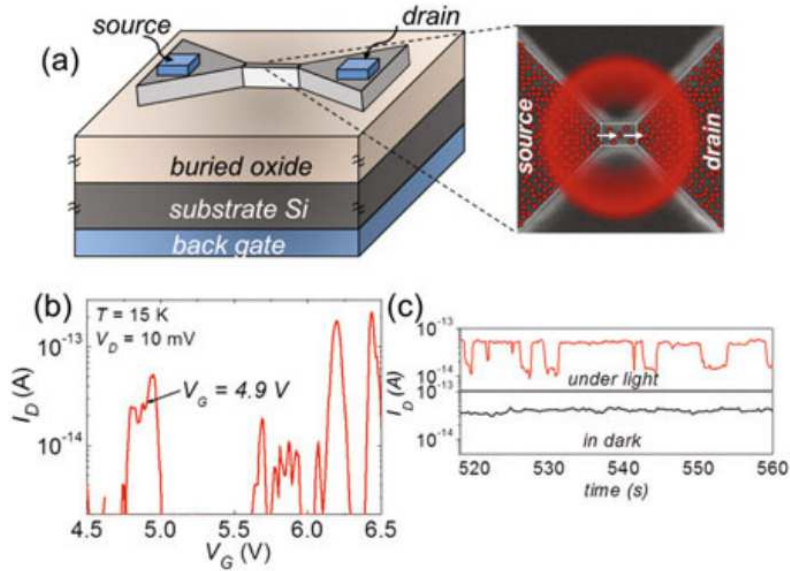 (a)
source
drain
buried oxide
substrate Si
back gate
source
drain
(b)
T = 15 K
V_D = 10 mV
V_G = 4.9 V
10^-13
10^-14
I_D (A)
4.5 5.0 5.5 6.0 6.5
V_G (V)
(c)
10^-13
under light
10^-13
in dark
10^-14
I_D (A)
520 530 540 550 560
time (s)